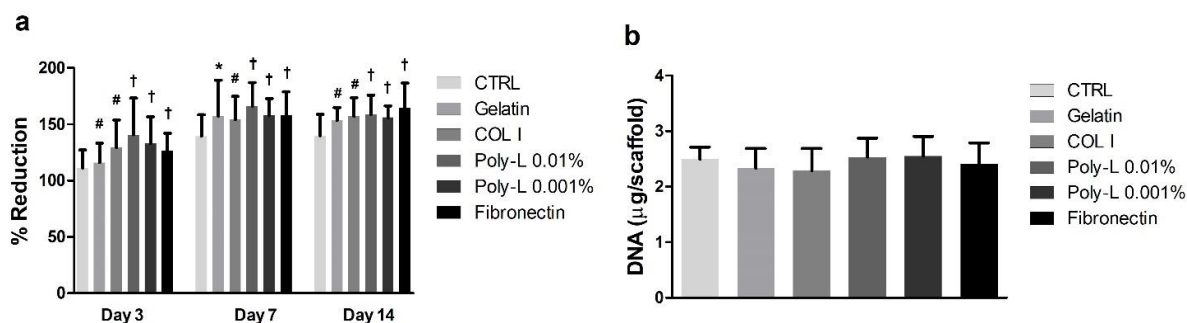 a
% Reduction
200
150
100
50
0
# # † † †
* # † † †
# # † † †
Day 3 Day 7 Day 14
CTRL
Gelatin
COL I
Poly-L 0.01%
Poly-L 0.001%
Fibronectin
b
DNA (µg/scaffold)
4
3
2
1
0
CTRL
Gelatin
COL I
Poly-L 0.01%
Poly-L 0.001%
Fibronectin